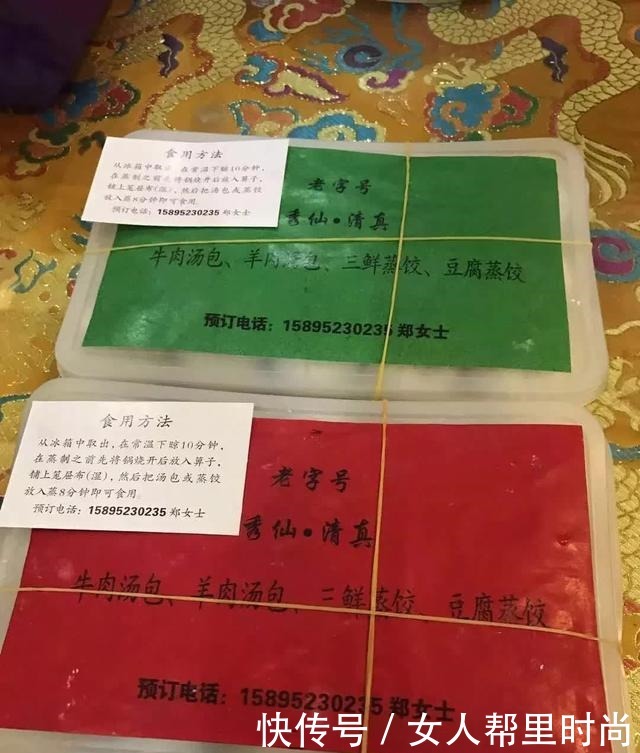 食用方法
从冰箱中取出,在常温下晾10分钟,
在蒸制之前先将锅烧开后放入箅子,
铺上笼屉布(湿),然后把汤包或蒸饺
放入蒸8分钟即可食用。
预订电话:15895230235 郑女士
老字号
秀仙·清真
牛肉汤包、羊肉汤包、三鲜蒸饺、豆腐蒸饺
预订电话:15895230235 郑女士
食用方法
从冰箱中取出,在常温下晾10分钟,
在蒸制之前先将锅烧开后放入箅子,
铺上笼屉布(湿),然后把汤包或蒸饺
放入蒸8分钟即可食用。
预订电话:15895230235 郑女士
老字号
秀仙·清真
牛肉汤包、羊肉汤包、三鲜蒸饺、豆腐蒸饺
预订电话:15895230235 郑女士
快传号/女人帮里时尚